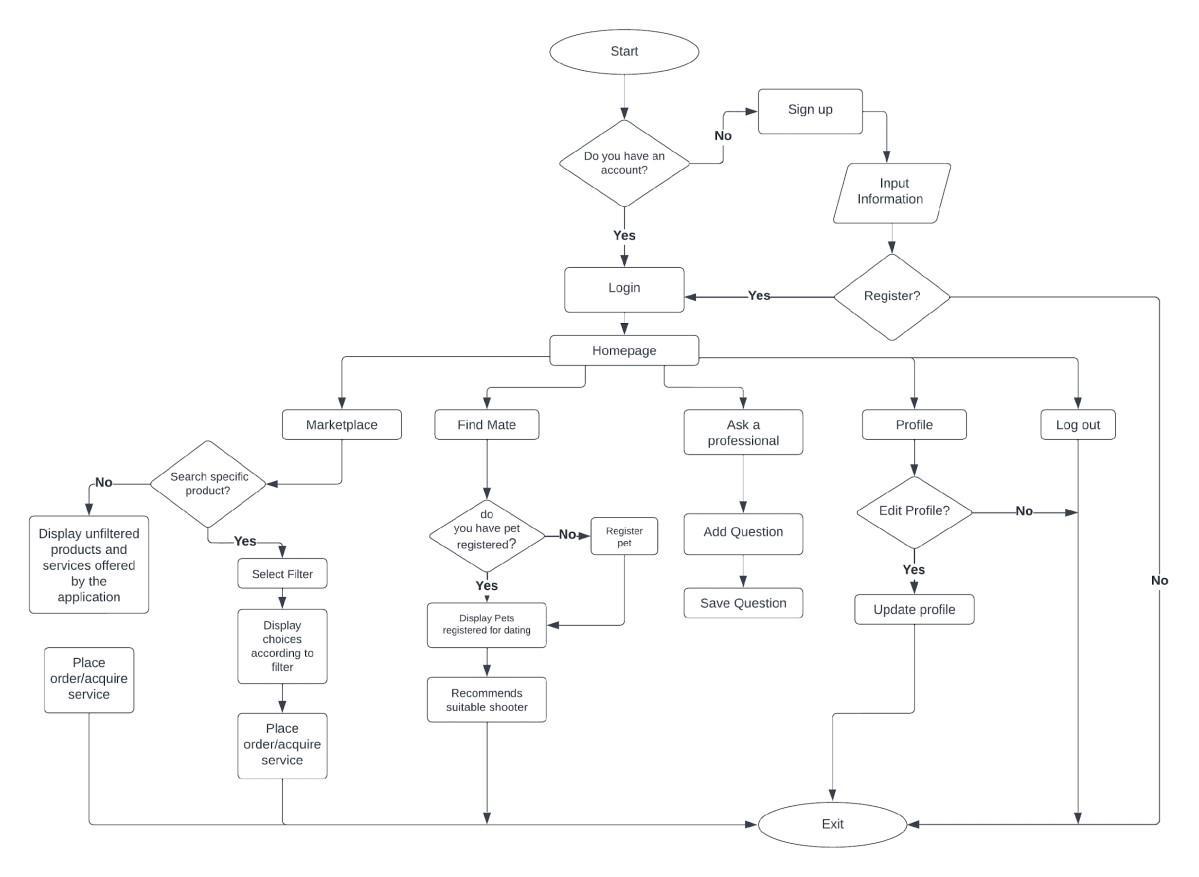 Start
Sign up
No
Do you have an
account?
Input
Information
Yes
Login
Yes
Register?
Homepage
Marketplace
Find Mate
Ask a
professional
Profile
Log out
Search specific
product?
No
do
you have pet
registered?
No
Register
pet
Edit Profile?
No
Display unfiltered
products and
services offered
by the
application
Yes
Select Filter
Add Question
Yes
Yes
No
Display
choices
according to
filter
Display Pets
registered for dating
Save Question
Update profile
Place
order/acquire
service
Recommends
suitable shooter
Place
order/acquire
service
Exit